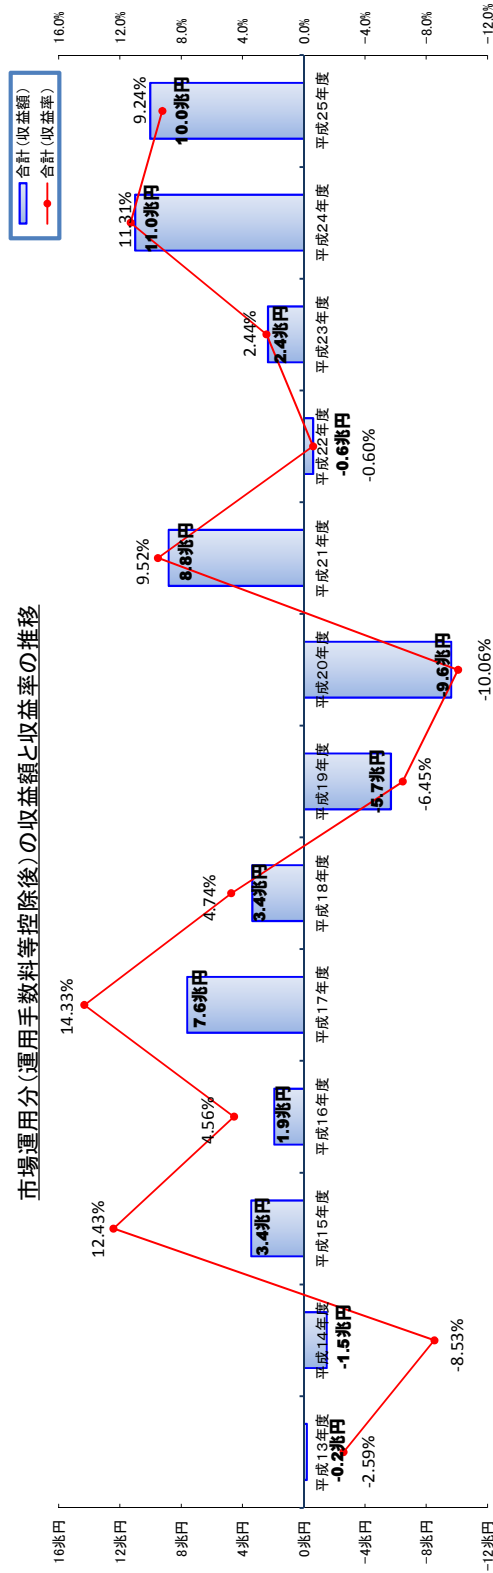 市場運用分（運用手数料等控除後）の収益額と収益率の推移
合計（収益額）
合計（収益率）
16兆円
12兆円
8兆円
4兆円
0兆円
-4兆円
-8兆円
-12兆円
16.0%
12.0%
8.0%
4.0%
0.0%
-4.0%
-8.0%
-12.0%
平成13年度
-0.2兆円
-2.59%
平成14年度
-1.5兆円
-8.53%
12.43%
3.4兆円
平成15年度
4.56%
1.9兆円
平成16年度
14.33%
7.6兆円
平成17年度
4.74%
3.4兆円
平成18年度
平成19年度
-5.7兆円
-6.45%
平成20年度
-9.6兆円
-10.06%
9.52%
8.8兆円
平成21年度
平成22年度
-0.6兆円
-0.60%
2.44%
2.4兆円
平成23年度
11.31%
11.0兆円
平成24年度
9.24%
10.0兆円
平成25年度